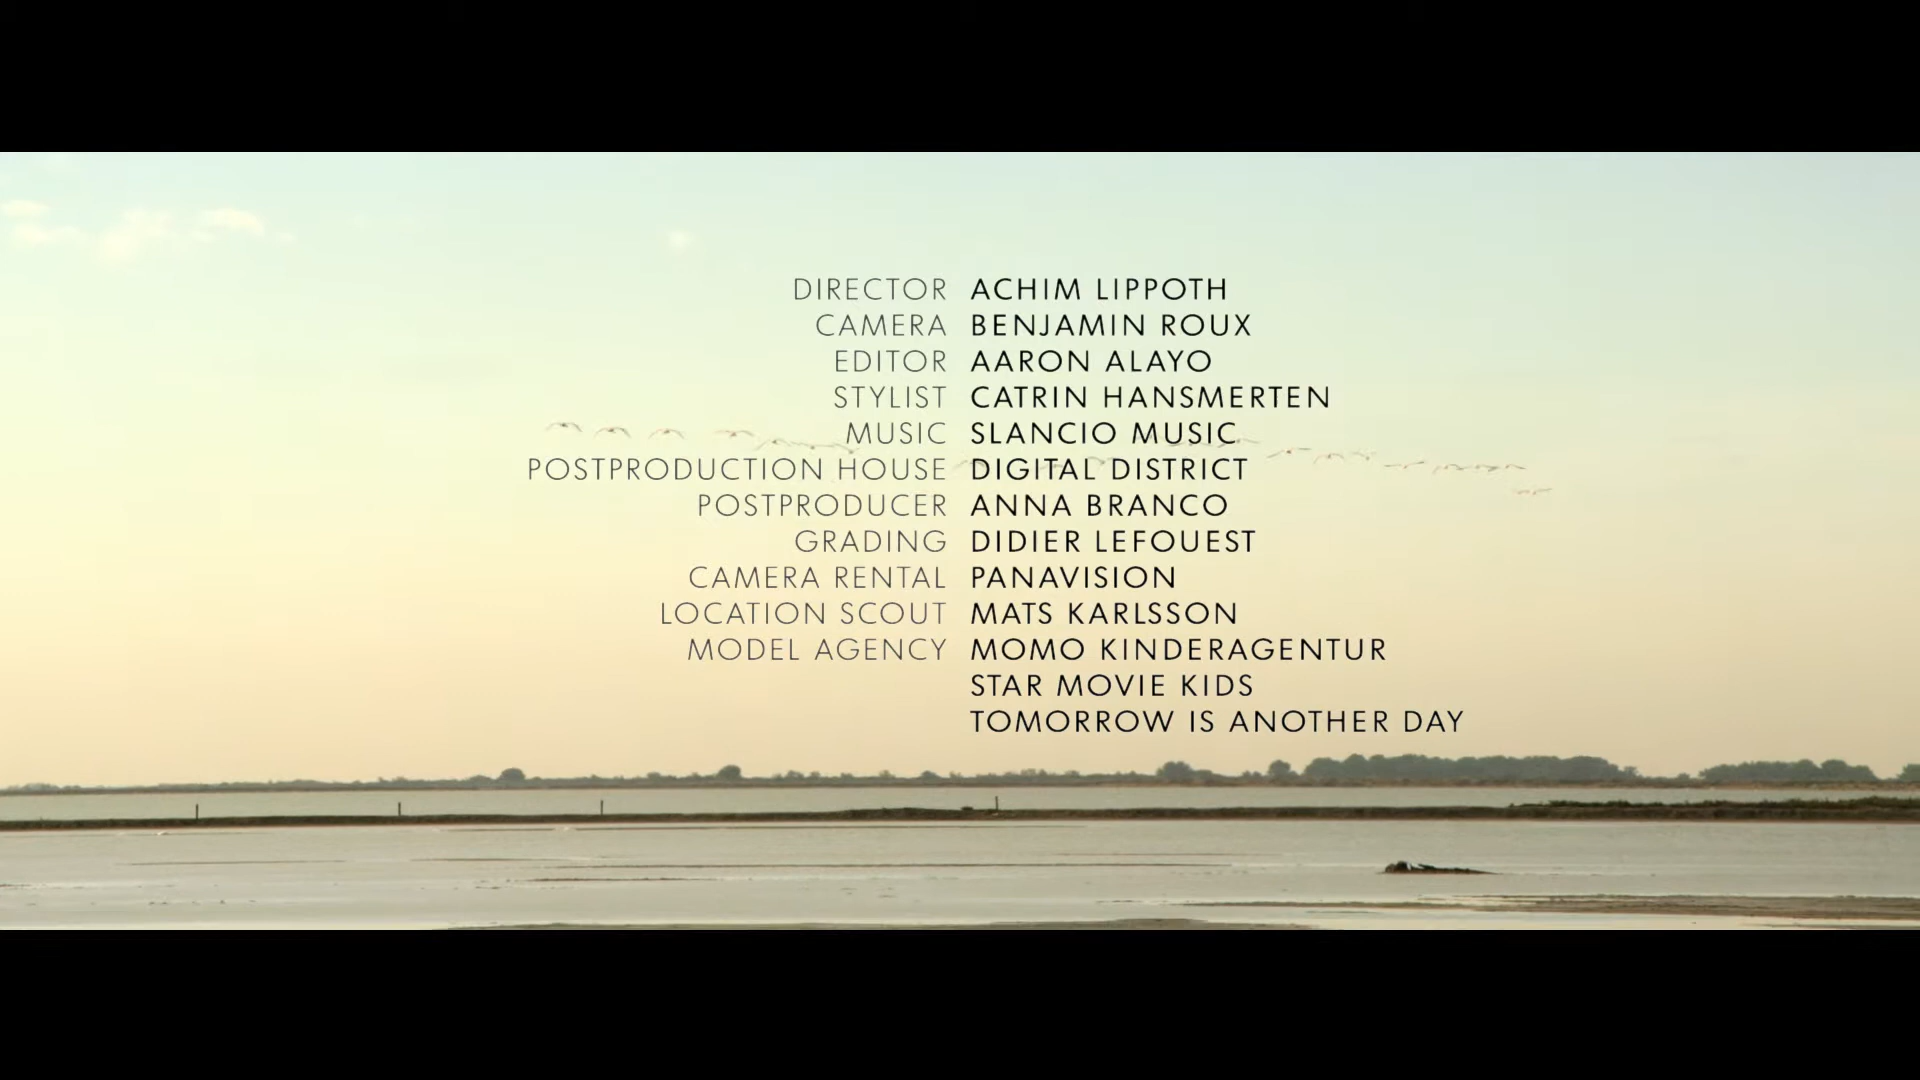 DIRECTOR ACHIM LIPPOTH
CAMERA BENJAMIN ROUX
EDITOR AARON ALAYO
STYLIST CATRIN HANSMERTEN
MUSIC SLANCIO MUSIC
POSTPRODUCTION HOUSE DIGITAL DISTRICT
POSTPRODUCER ANNA BRANCO
GRADING DIDIER LEFOUEST
CAMERA RENTAL PANAVISION
LOCATION SCOUT MATS KARLSSON
MODEL AGENCY MOMO KINDERAGENTUR
STAR MOVIE KIDS
TOMORROW IS ANOTHER DAY